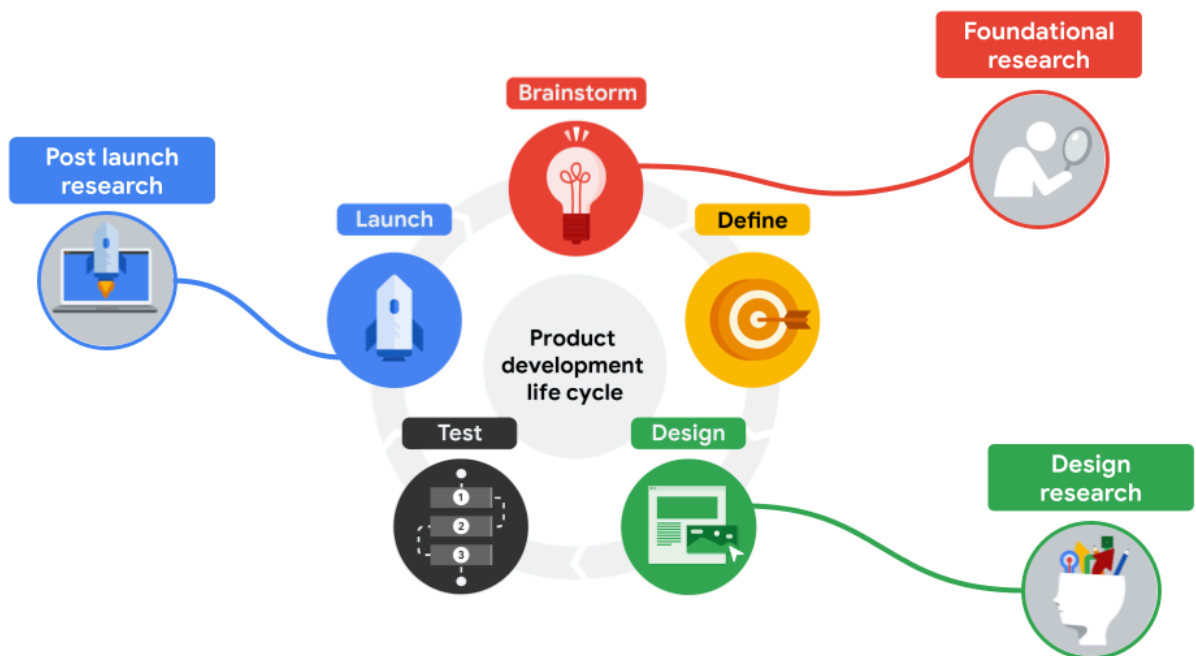 Foundational
research
Brainstorm
Post launch
research
Launch
Define
Product
development
life cycle
Test
Design
1
2
3
Design
research